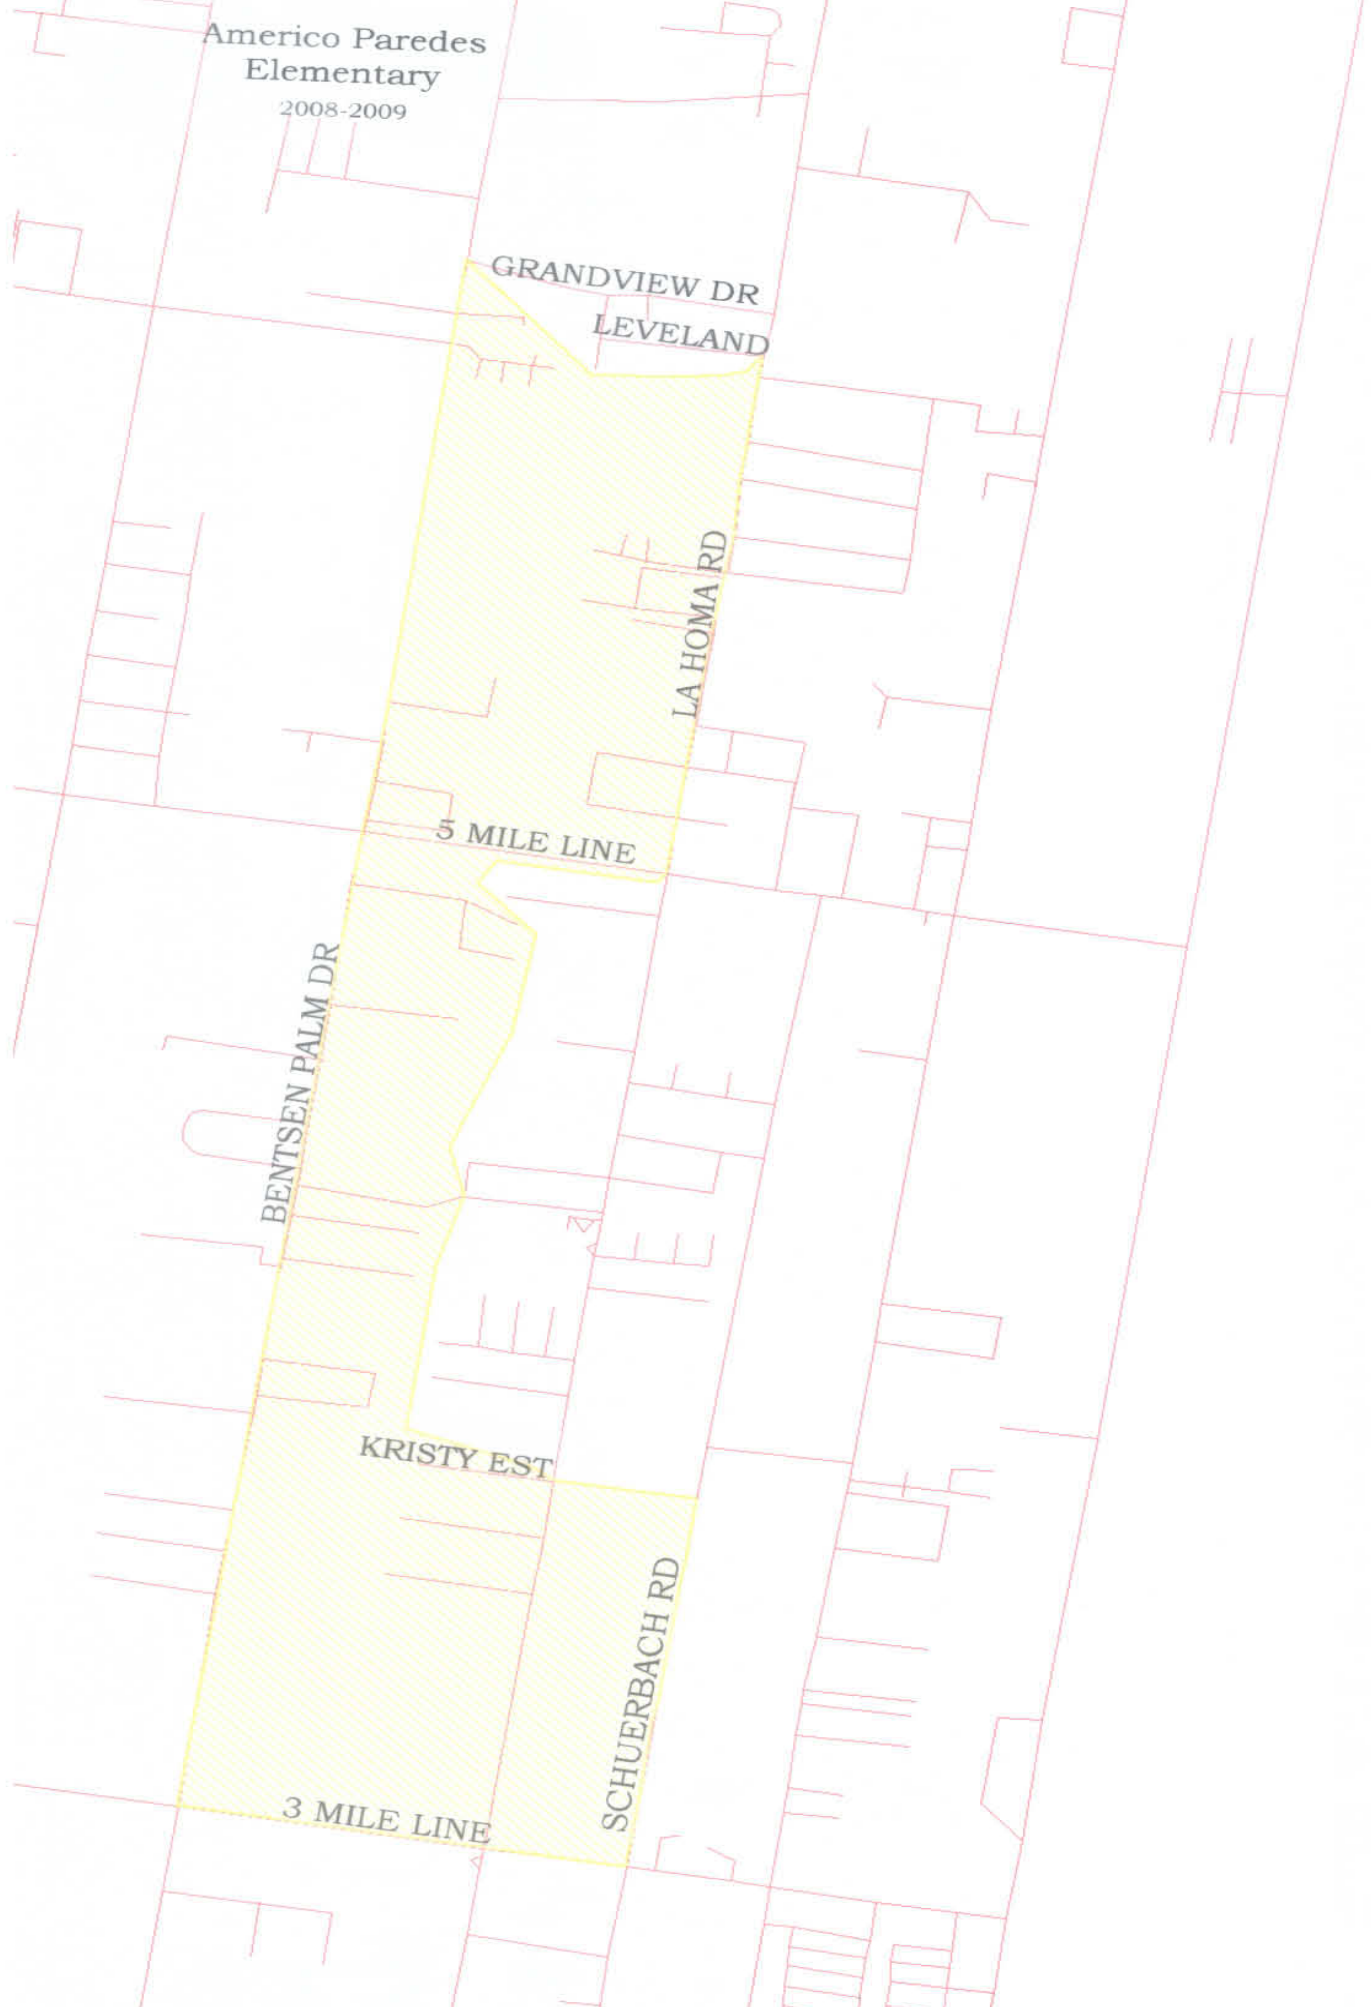 Americo Paredes
Elementary
2008-2009
GRANDVIEW DR
LEVELAND
LA HOMA RD
5 MILE LINE
BENTSEN PALM DR
KRISTY EST
SCHUERBACH RD
3 MILE LINE